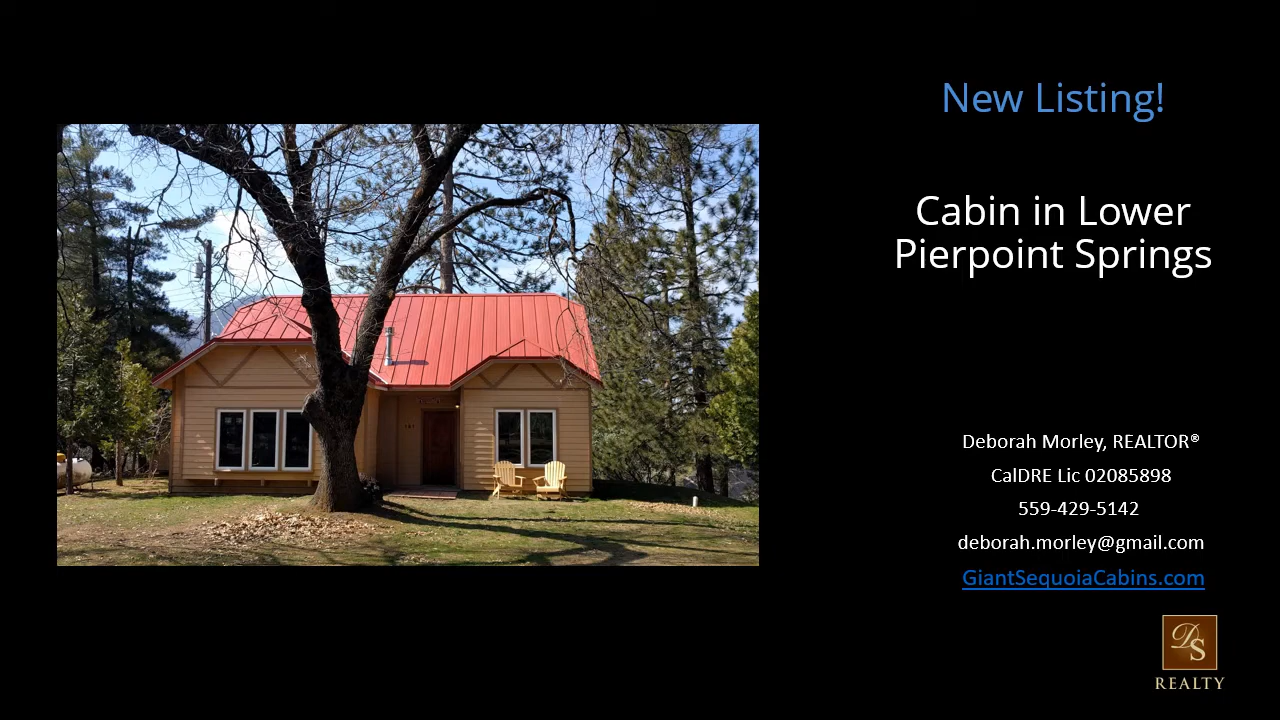 New Listing!
Cabin in Lower
Pierpoint Springs
Deborah Morley, REALTOR®
CalDRE Lic 02085898
559-429-5142
deborah.morley@gmail.com
GiantSequoiaCabins.com
DS
REALTY